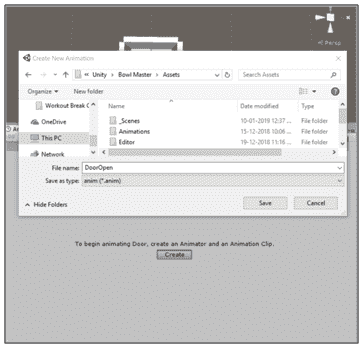 Persp
Create New Animation
« Unity > Bowl Master > Assets
Search Assets
Organize
New folder
Name
Date modified
Type
Workout Break C
OneDrive
This PC
Network
_Scenes
10-01-2019 12:37 ...
File folder
Animations
15-12-2018 10:06 ...
File folder
Editor
19-12-2018 11:16 ...
File folder
File name:
DoorOpen
Save as type:
anim (*.anim)
Hide Folders
Save
Cancel
To begin animating Door, create an Animator and an Animation Clip.
Create